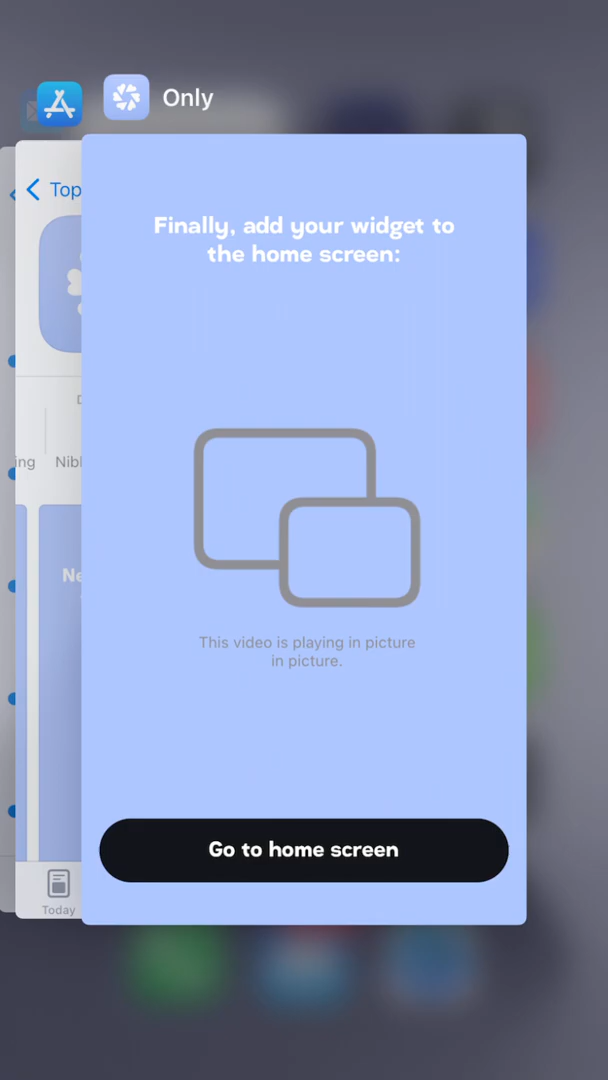 Only
Top
Finally, add your widget to
the home screen:
ing
Nibl
Ne
This video is playing in picture
in picture.
Go to home screen
Today